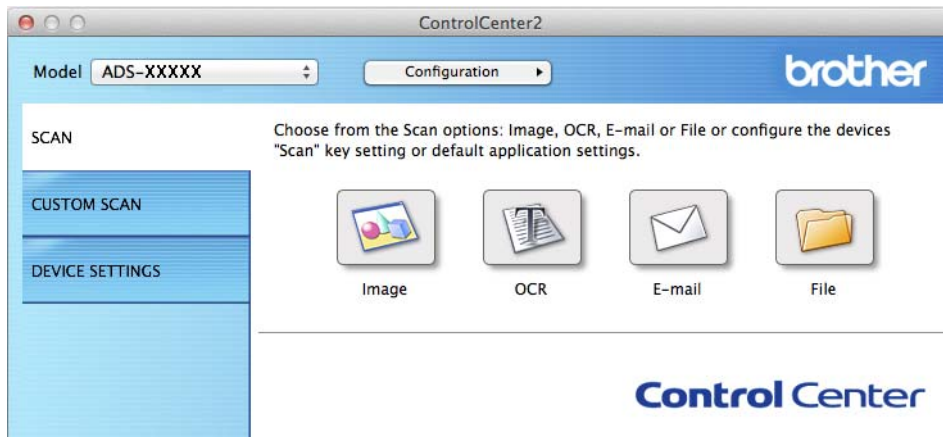 ControlCenter2
Model ADS-XXXXX Configuration brother
SCAN
CUSTOM SCAN
DEVICE SETTINGS
Choose from the Scan options: Image, OCR, E-mail or File or configure the devices
"Scan" key setting or default application settings.
Image OCR E-mail File
Control Center